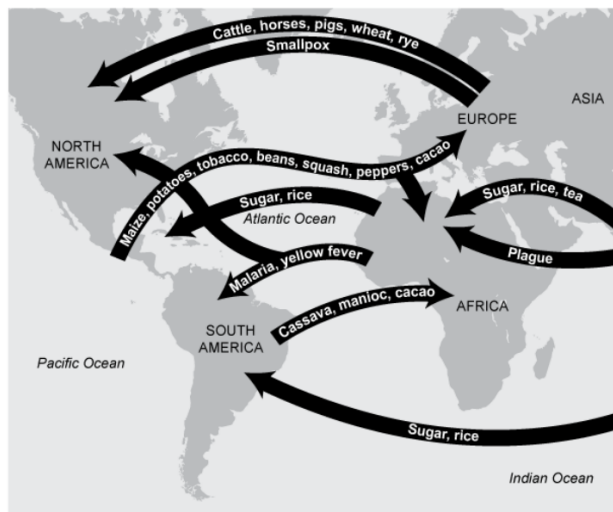 Cattle, horses, pigs, wheat, rye
Smallpox
ASIA
EUROPE
NORTH
AMERICA
Maize, potatoes, tobacco, beans, squash, peppers, cacao
Sugar, rice
Sugar, rice, tea
Atlantic Ocean
Plague
Malaria, yellow fever
Cassava, manioc, cacao
AFRICA
SOUTH
AMERICA
Pacific Ocean
Sugar, rice
Indian Ocean